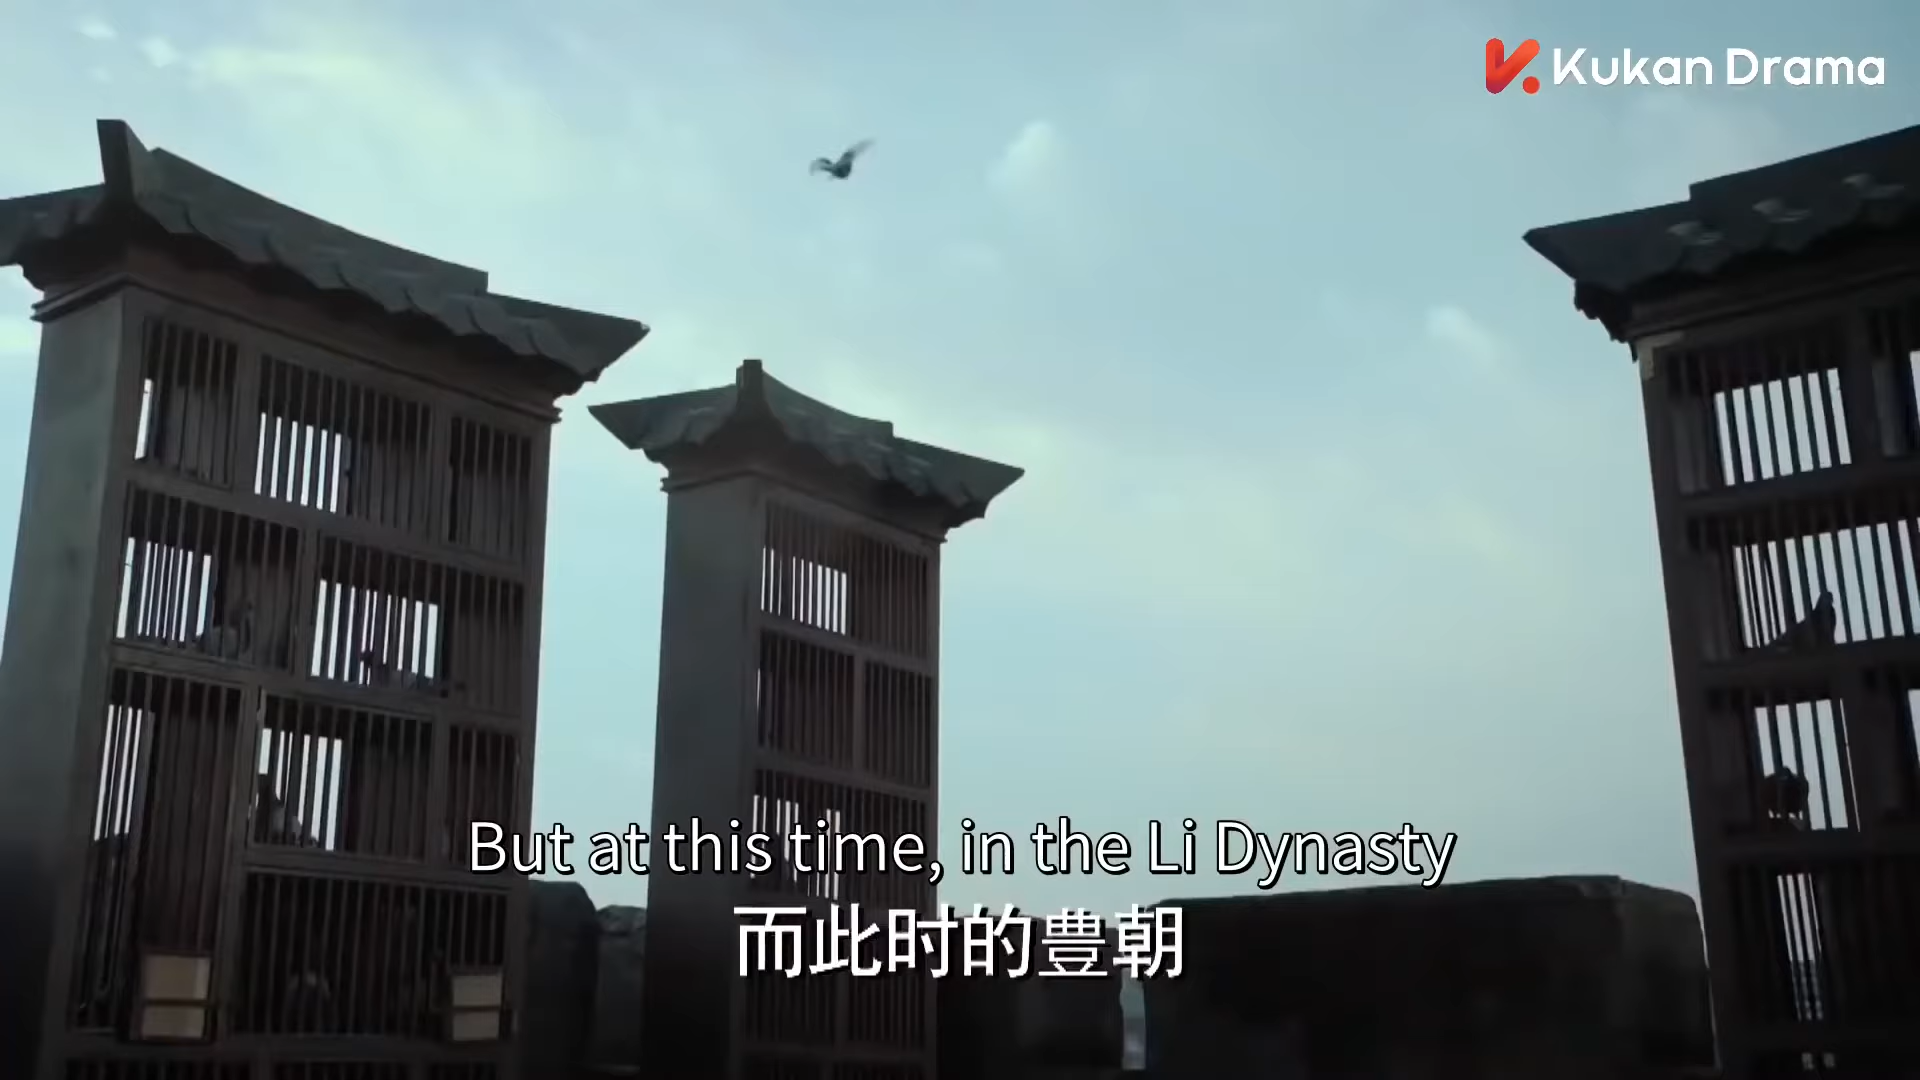 Kukan Drama
But at this time, in the Li Dynasty
而此时的豊朝